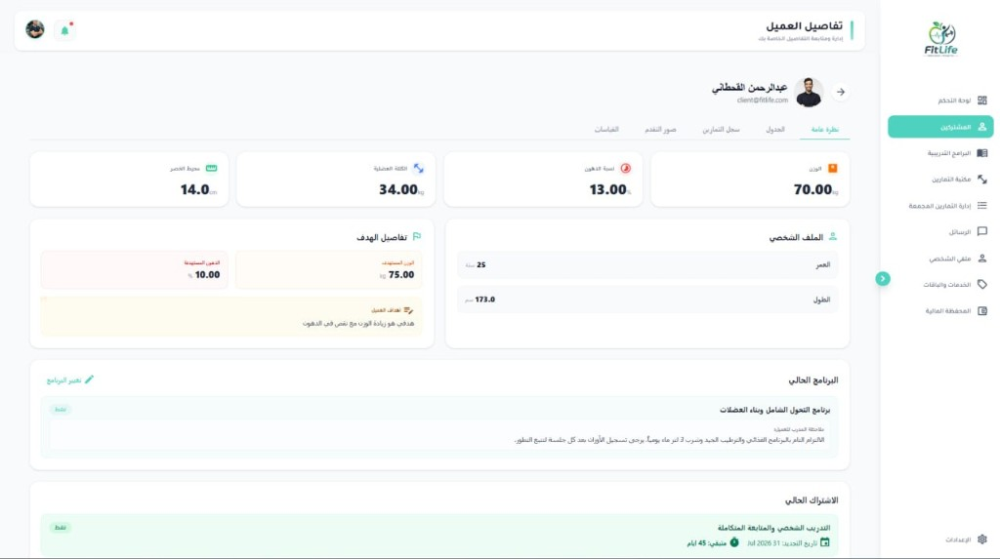 FitLife
لوحة التحكم
المشتركين
البرامج التدريبية
مكتبة التمارين
إدارة التمارين المجمعة
الرسائل
ملفي الشخصي
الخدمات والباقات
المحفظة المالية
الإعدادات
تفاصيل العميل
إدارة ومتابعة التفاصيل الخاصة بك
عبدالرحمن القحطاني
client@fitlife.com
نظرة عامة
الجدول
سجل التمارين
صور التقدم
القياسات
الوزن
70.00 kg
نسبة الدهون
13.00 %
الكتلة العضلية
34.00 kg
محيط الخصر
14.0 cm
الملف الشخصي
العمر
25 سنة
الطول
173.0 سم
تفاصيل الهدف
الوزن المستهدف
75.00 kg
الدهون المستهدفة
10.00 %
أهداف العميل
هدفي هو زيادة الوزن مع نقص في الدهون
البرنامج الحالي
تغيير البرنامج
برنامج التحول الشامل وبناء العضلات
نشط
ملاحظة المدرب للعميل:
الالتزام التام بالبرنامج الغذائي والترطيب الجيد وشرب 3 لتر ماء يومياً. يرجى تسجيل الأوزان بعد كل جلسة لتتبع التطور.
الاشتراك الحالي
التدريب الشخصي والمتابعة المتكاملة
نشط
تاريخ التجديد: 31 Jul 2026
متبقي: 45 ايام